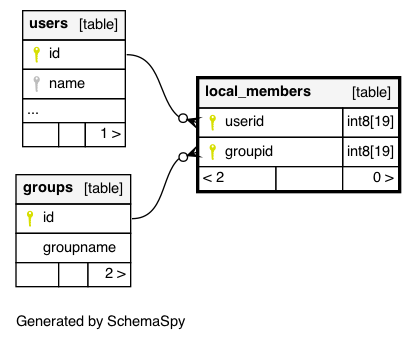 users [table]
id
name
...
1 >
local_members [table]
userid int8[19]
groupid int8[19]
< 2 0 >
groups [table]
id
groupname
2 >
Generated by SchemaSpy